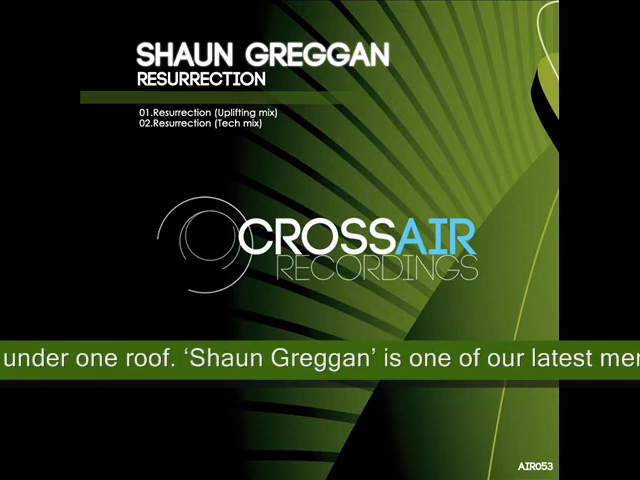 SHAUN GREGGAN
RESURRECTION
01.Resurrection (Uplifting mix)
02.Resurrection (Tech mix)
CROSSAIR
RECORDINGS
under one roof. ‘Shaun Greggan’ is one of our latest
AIR053